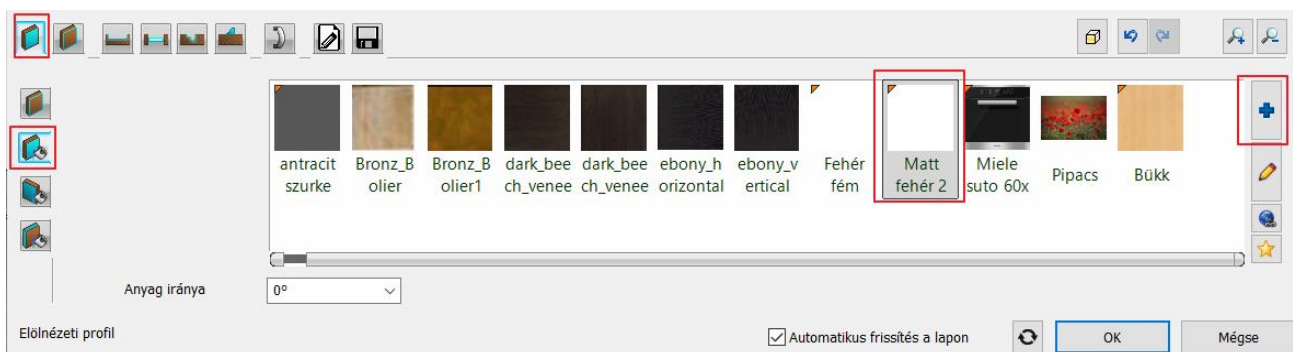 antracit szurke
Bronz_B olier
Bronz_B olier1
dark_bee ch_venee
dark_bee ch_venee
ebony_h orizontal
ebony_v ertical
Fehér fém
Matt fehér 2
Miele suto 60x
Pipacs
Bükk
Anyag iránya
0°
Elölnézeti profil
Automatikus frissítés a lapon
OK
Mégse